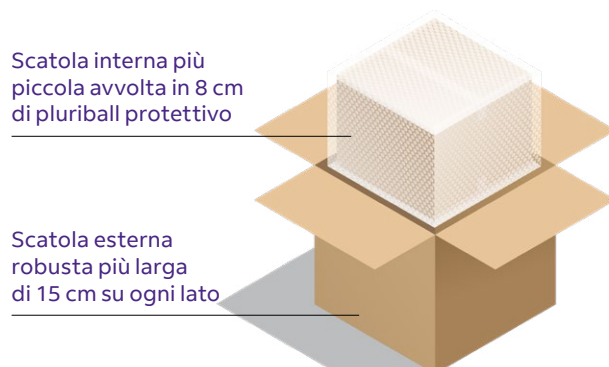 Scatola interna più
piccola avvolta in 8 cm
di pluriball protettivo
Scatola esterna
robusta più larga
di 15 cm su ogni lato